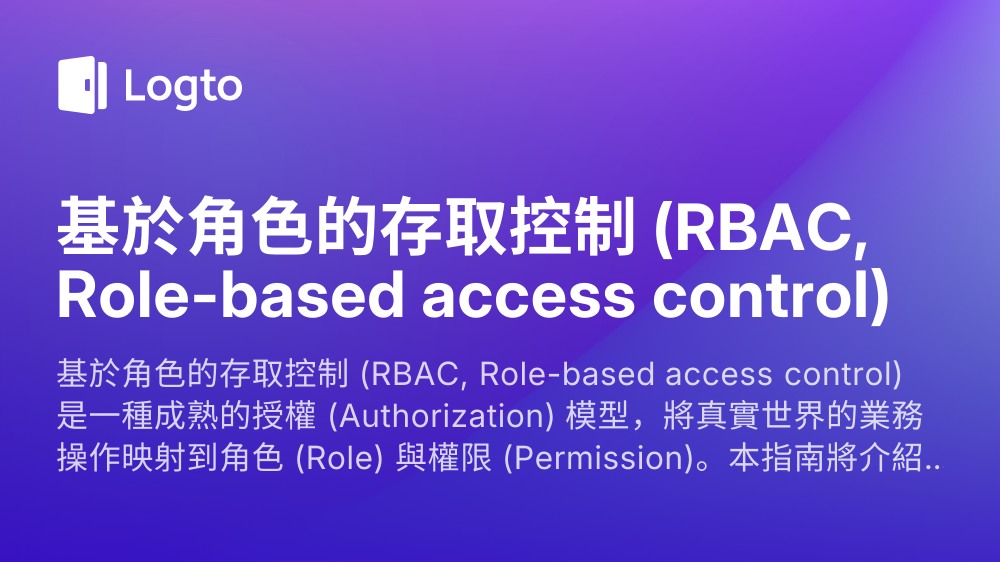 Logto
基於角色的存取控制 (RBAC,
Role-based access control)
基於角色的存取控制 (RBAC, Role-based access control)
是一種成熟的授權 (Authorization) 模型，將真實世界的業務
操作映射到角色 (Role) 與權限 (Permission)。本指南將介紹..